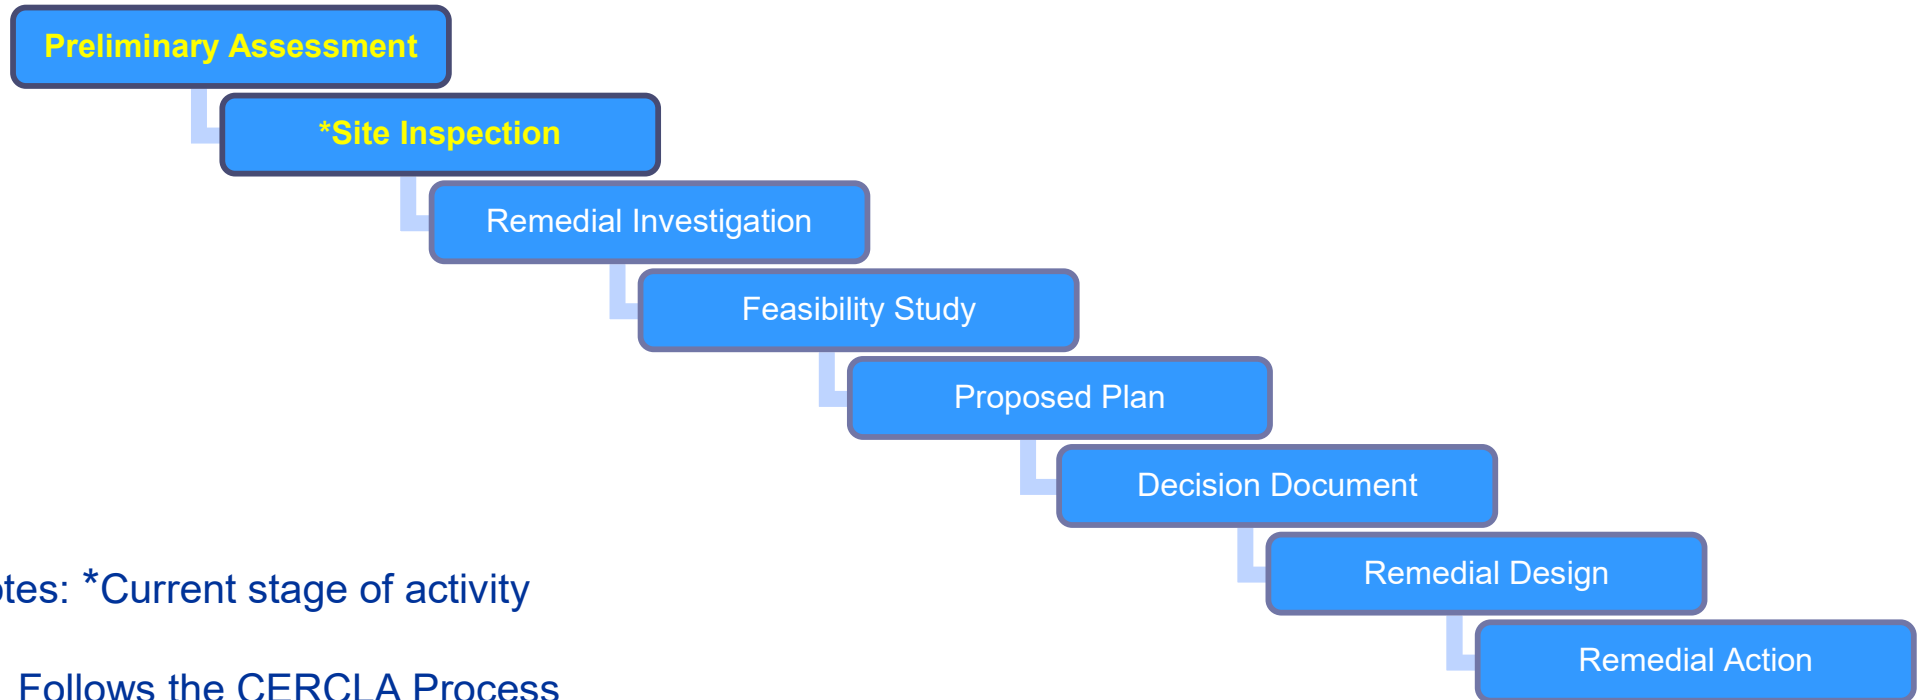 Preliminary Assessment
*Site Inspection
Remedial Investigation
Feasibility Study
Proposed Plan
Decision Document
Remedial Design
Remedial Action
otes: *Current stage of activity
Follows the CERCLA Process